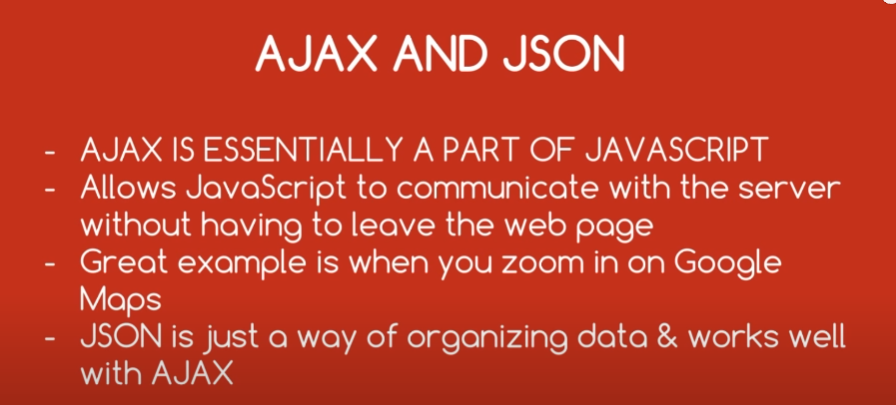 AJAX AND JSON
- AJAX IS ESSENTIALLY A PART OF JAVASCRIPT
- Allows JavaScript to communicate with the server
without having to leave the web page
- Great example is when you zoom in on Google
Maps
- JSON is just a way of organizing data & works well
with AJAX